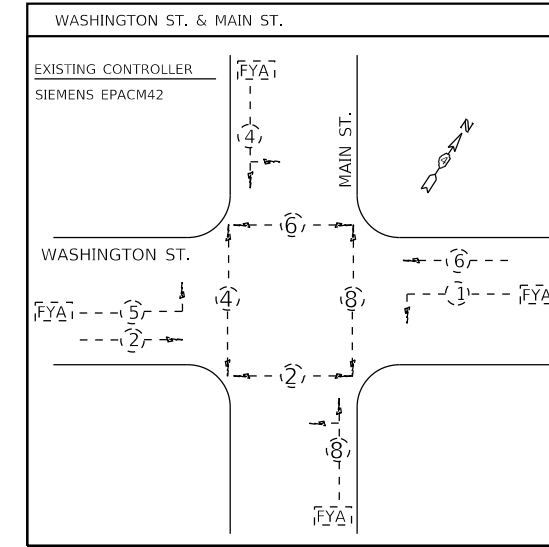 WASHINGTON ST. & MAIN ST.
EXISTING CONTROLLER
SIEMENS EPACM42
FYA
4
MAIN ST.
N
6
WASHINGTON ST.
6
4
8
1
FYA
FYA
5
2
2
8
FYA